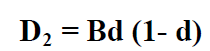 D₂ = Bd (1- d)